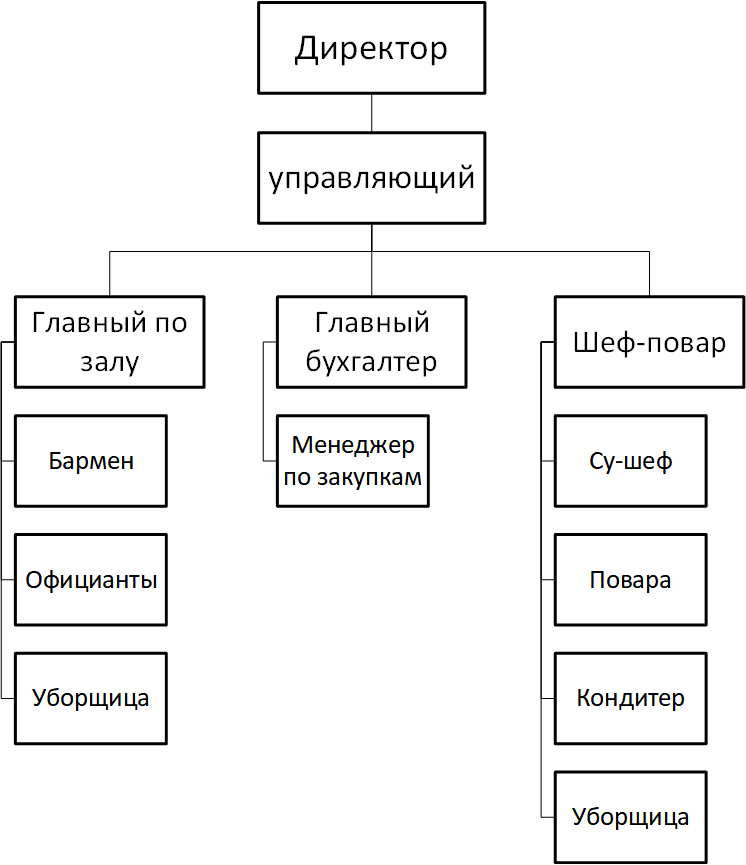 Директор
управляющий
Главный по
залу
Главный
бухгалтер
Шеф-повар
Бармен
Менеджер
по закупкам
Су-шеф
Официанты
Повара
Уборщица
Кондитер
Уборщица